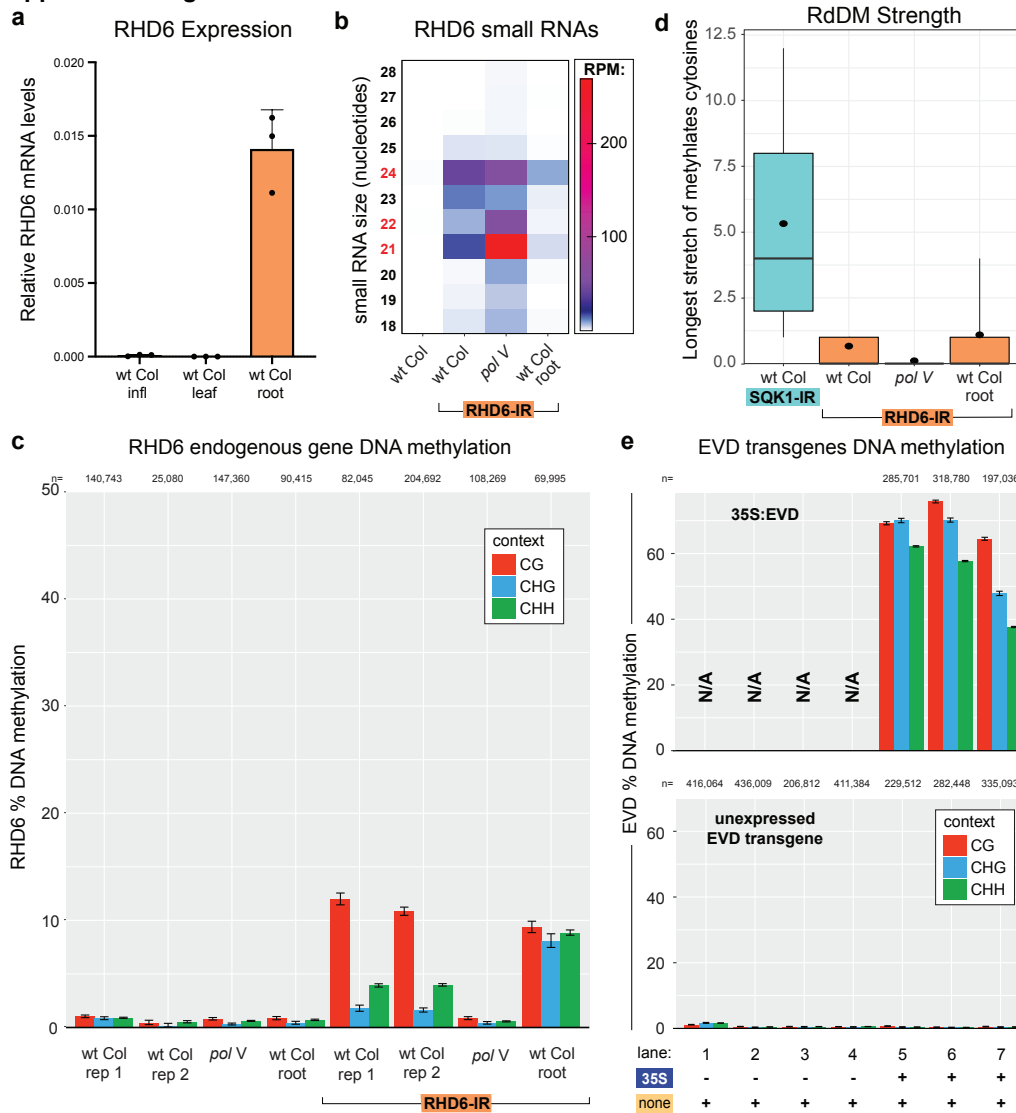 a
RHD6 Expression
Relative RHD6 mRNA levels
0.020
0.015
0.010
0.005
0.000
wt Col
infl
wt Col
leaf
wt Col
root
b
RHD6 small RNAs
small RNA size (nucleotides)
28
27
26
25
24
23
22
21
20
19
18
RPM:
200
100
wt Col
wt Col
pol V
wt Col
root
RHD6-IR
d
RdDM Strength
Longest stretch of metyhlates cytosines
12.5
10.0
7.5
5.0
2.5
0.0
wt Col
wt Col
pol V
wt Col
root
SQK1-IR
RHD6-IR
c
RHD6 endogenous gene DNA methylation
n=
140,743
25,080
147,360
90,415
82,045
204,692
108,269
69,995
RHD6 % DNA methylation
50
40
30
20
10
0
context
CG
CHG
CHH
wt Col
rep 1
wt Col
rep 2
pol V
wt Col
root
wt Col
rep 1
wt Col
rep 2
pol V
wt Col
root
RHD6-IR
e
EVD transgenes DNA methylation
n=
285,701
318,780
197,036
35S:EVD
EVD % DNA methylation
60
40
20
0
N/A
N/A
N/A
N/A
n=
416,064
436,009
206,812
411,384
229,512
282,448
335,093
unexpressed
EVD transgene
60
40
20
0
context
CG
CHG
CHH
lane: 1 2 3 4 5 6 7
35S - - - - + + +
none + + + + + + +